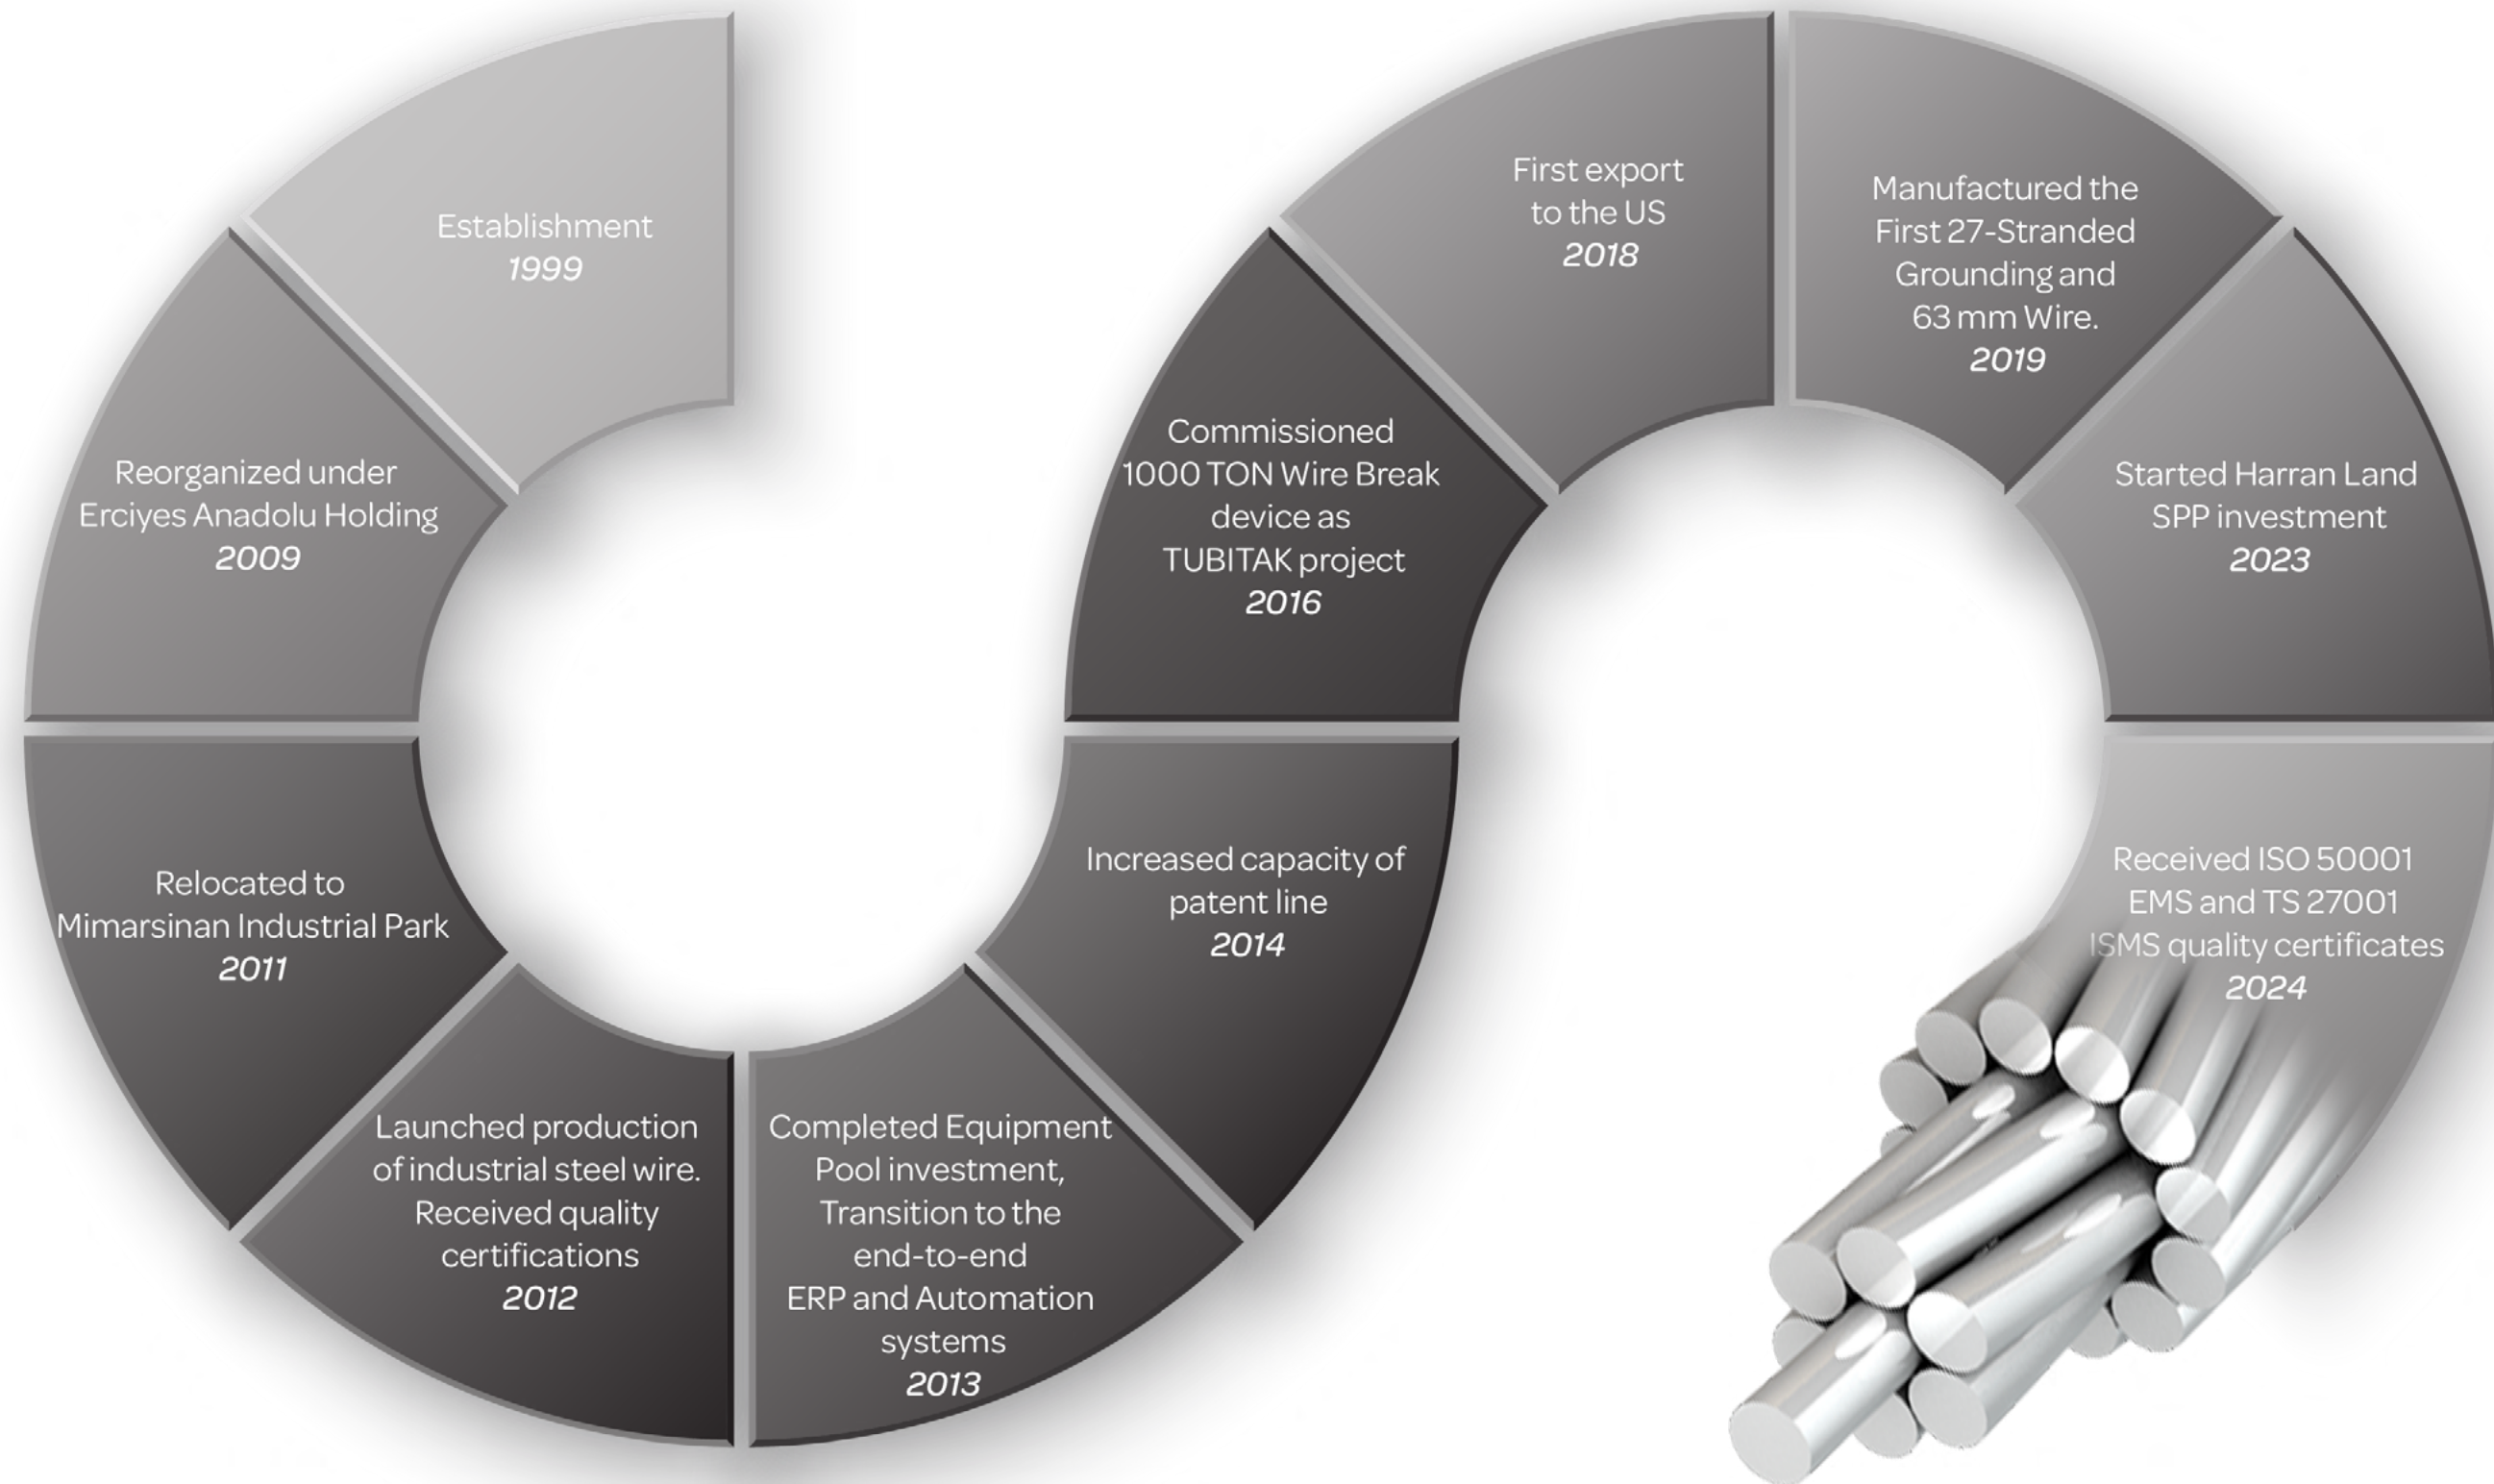 Establishment
1999
Reorganized under
Erciyes Anadolu Holding
2009
Relocated to
Mimarsinan Industrial Park
2011
Launched production
of industrial steel wire.
Received quality
certifications
2012
Completed Equipment
Pool investment,
Transition to the
end-to-end
ERP and Automation
systems
2013
Increased capacity of
patent line
2014
Commissioned
1000 TON Wire Break
device as
TUBITAK project
2016
First export
to the US
2018
Manufactured the
First 27-Stranded
Grounding and
63 mm Wire.
2019
Started Harran Land
SPP investment
2023
Received ISO 50001
EMS and TS 27001
ISMS quality certificates
2024